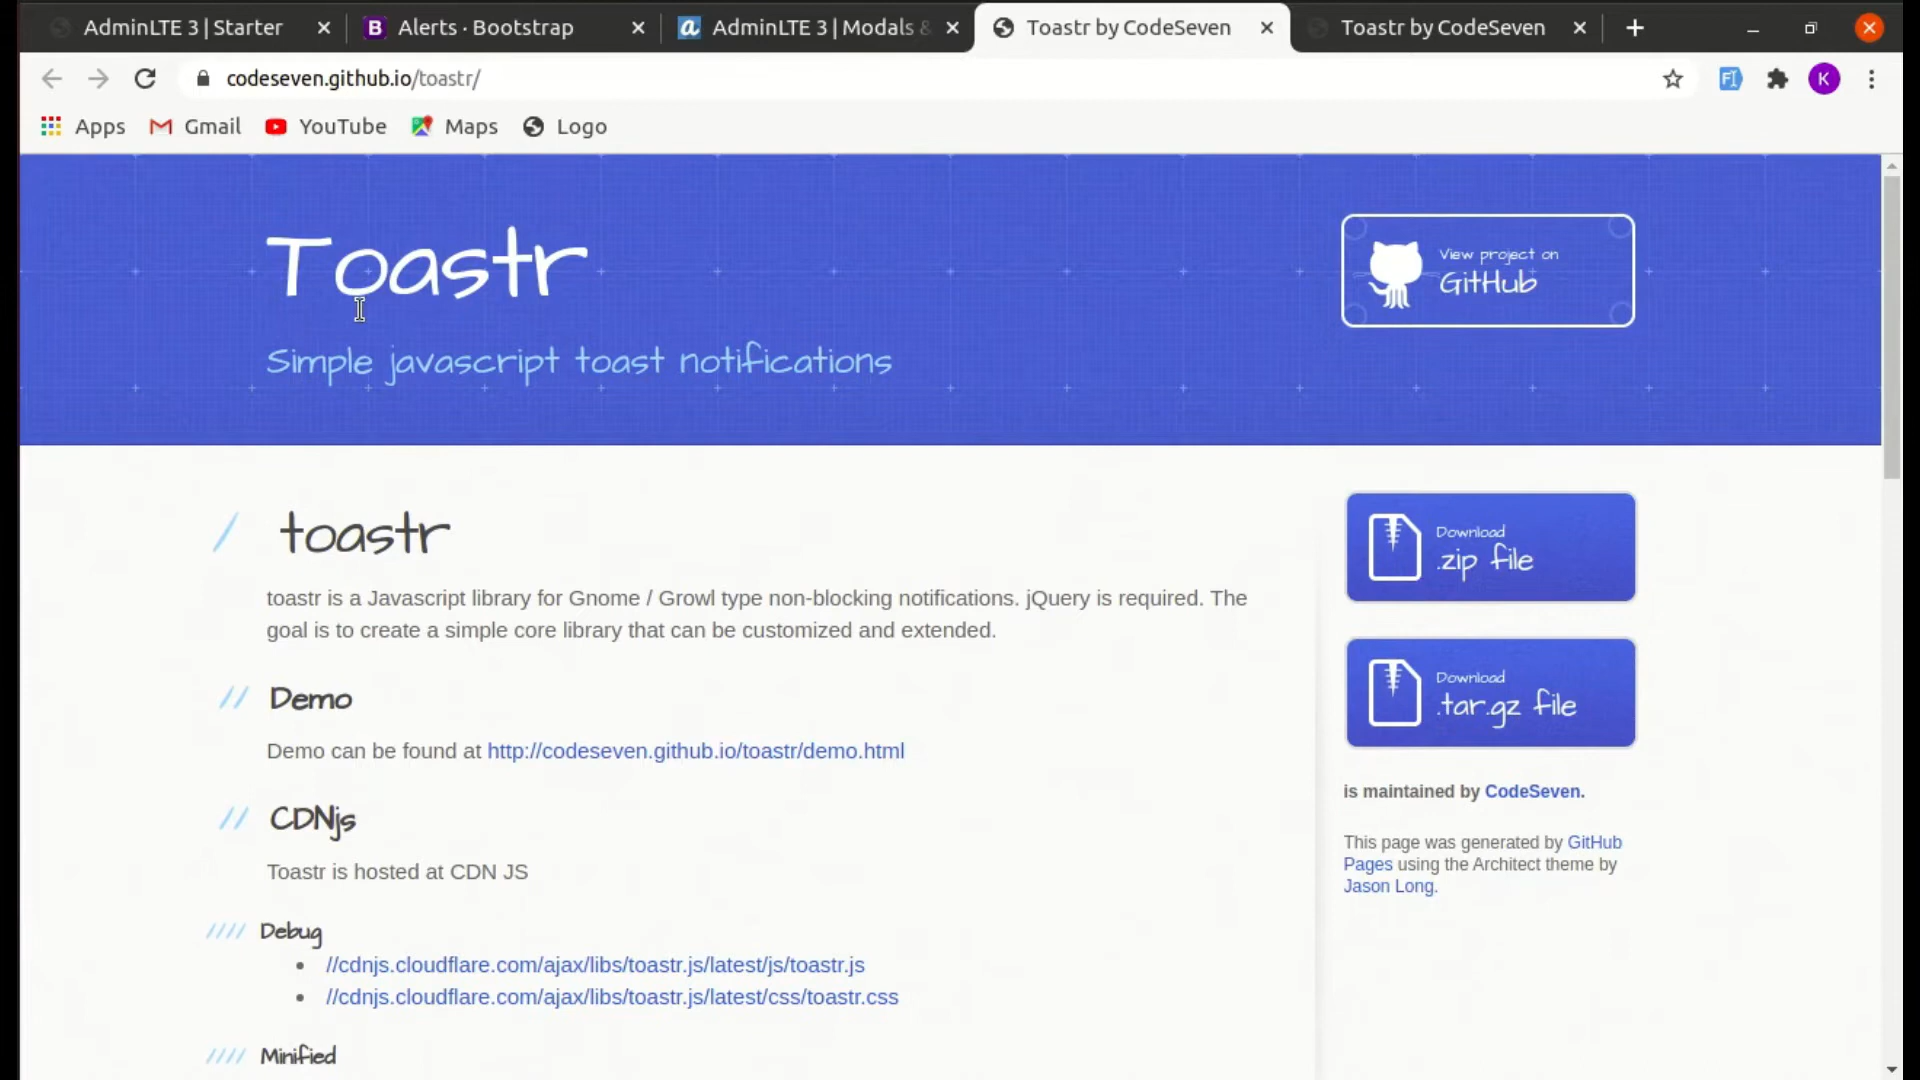 AdminLTE 3 | Starter
Alerts · Bootstrap
AdminLTE 3 | Modals &
Toastr by CodeSeven
Toastr by CodeSeven
codeseven.github.io/toastr/
K
Apps
Gmail
YouTube
Maps
Logo
Toastr
Simple javascript toast notifications
View project on
GitHub
/ toastr
toastr is a Javascript library for Gnome / Growl type non-blocking notifications. jQuery is required. The
goal is to create a simple core library that can be customized and extended.
// Demo
Demo can be found at http://codeseven.github.io/toastr/demo.html
// CDNjs
Toastr is hosted at CDN JS
//// Debug
• //cdnjs.cloudflare.com/ajax/libs/toastr.js/latest/js/toastr.js
• //cdnjs.cloudflare.com/ajax/libs/toastr.js/latest/css/toastr.css
//// Minified
Download
.zip file
Download
.tar.gz file
is maintained by CodeSeven.
This page was generated by GitHub
Pages using the Architect theme by
Jason Long.